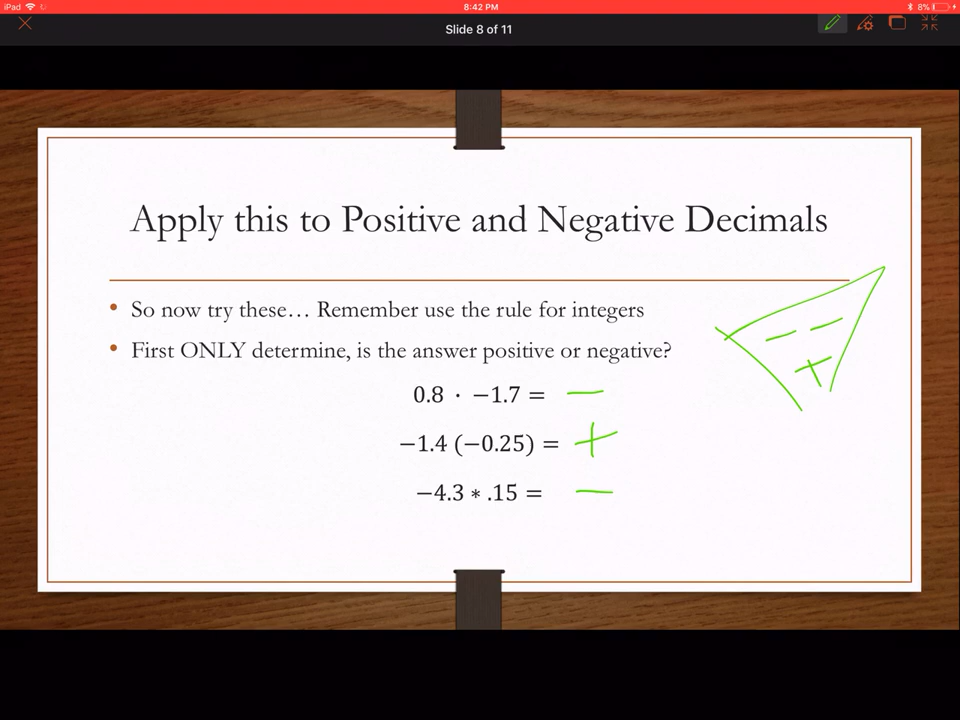 iPad 8:42 PM 8%
Slide 8 of 11
Apply this to Positive and Negative Decimals
• So now try these… Remember use the rule for integers
• First ONLY determine, is the answer positive or negative?
0.8 · −1.7 = −
−1.4 (−0.25) = +
−4.3 * .15 = −
− −
+